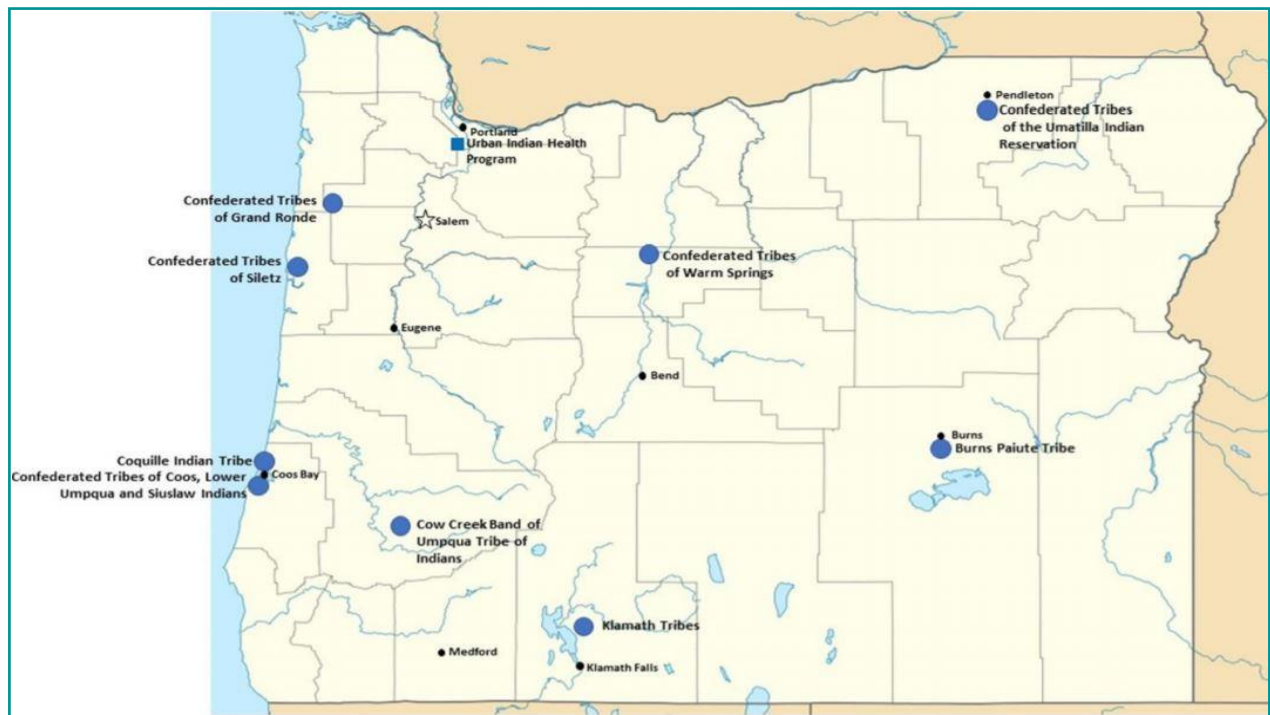 Pendleton
Confederated Tribes
of the Umatilla Indian
Reservation
Portland
Urban Indian Health
Program
Confederated Tribes
of Grand Ronde
Salem
Confederated Tribes
of Siletz
Confederated Tribes
of Warm Springs
Eugene
Bend
Burns
Burns Paiute Tribe
Coquille Indian Tribe
Confederated Tribes of Coos, Lower
Umpqua and Siuslaw Indians
Coos Bay
Cow Creek Band of
Umpqua Tribe of
Indians
Klamath Tribes
Medford
Klamath Falls